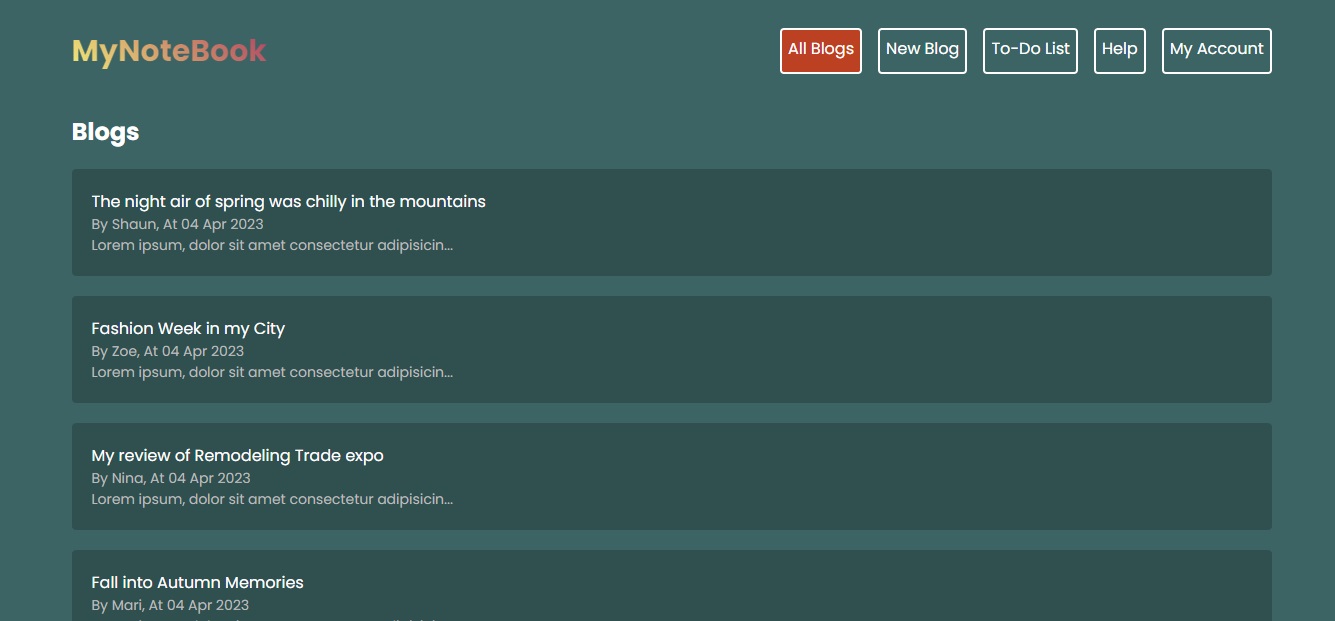 MyNoteBook
All Blogs
New Blog
To-Do List
Help
My Account
Blogs
The night air of spring was chilly in the mountains
By Shaun, At 04 Apr 2023
Lorem ipsum, dolor sit amet consectetur adipisicin...
Fashion Week in my City
By Zoe, At 04 Apr 2023
Lorem ipsum, dolor sit amet consectetur adipisicin...
My review of Remodeling Trade expo
By Nina, At 04 Apr 2023
Lorem ipsum, dolor sit amet consectetur adipisicin...
Fall into Autumn Memories
By Mari, At 04 Apr 2023